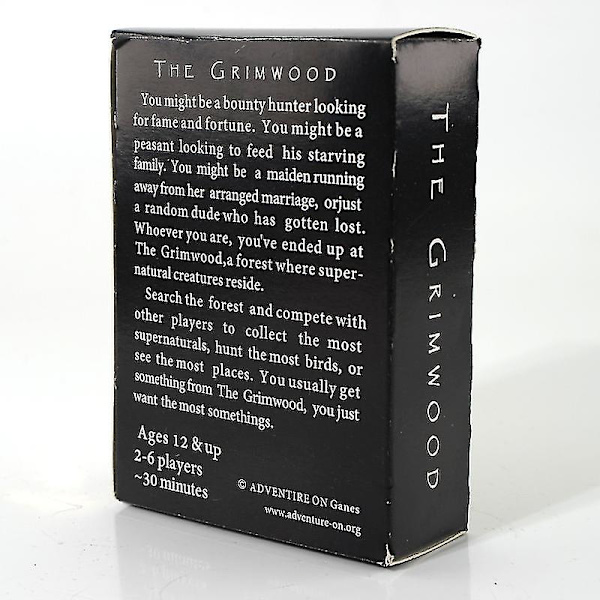 THE GRIMWOOD
You might be a bounty hunter looking
for fame and fortune. You might be a
peasant looking to feed his starving
family. You might be a maiden running
away from her arranged marriage, orjust
a random dude who has gotten lost.
Whoever you are, you've ended up at
The Grimwood,a forest where super-
natural creatures reside.
Search the forest and compete with
other players to collect the most
supernaturals, hunt the most birds, or
see the most places. You usually get
something from The Grimwood, you just
want the most somethings.
Ages 12 & up
2-6 players
~30 minutes
© ADVENTIRE ON Ganes
www.adventure-on.org
THE GRIMWOOD